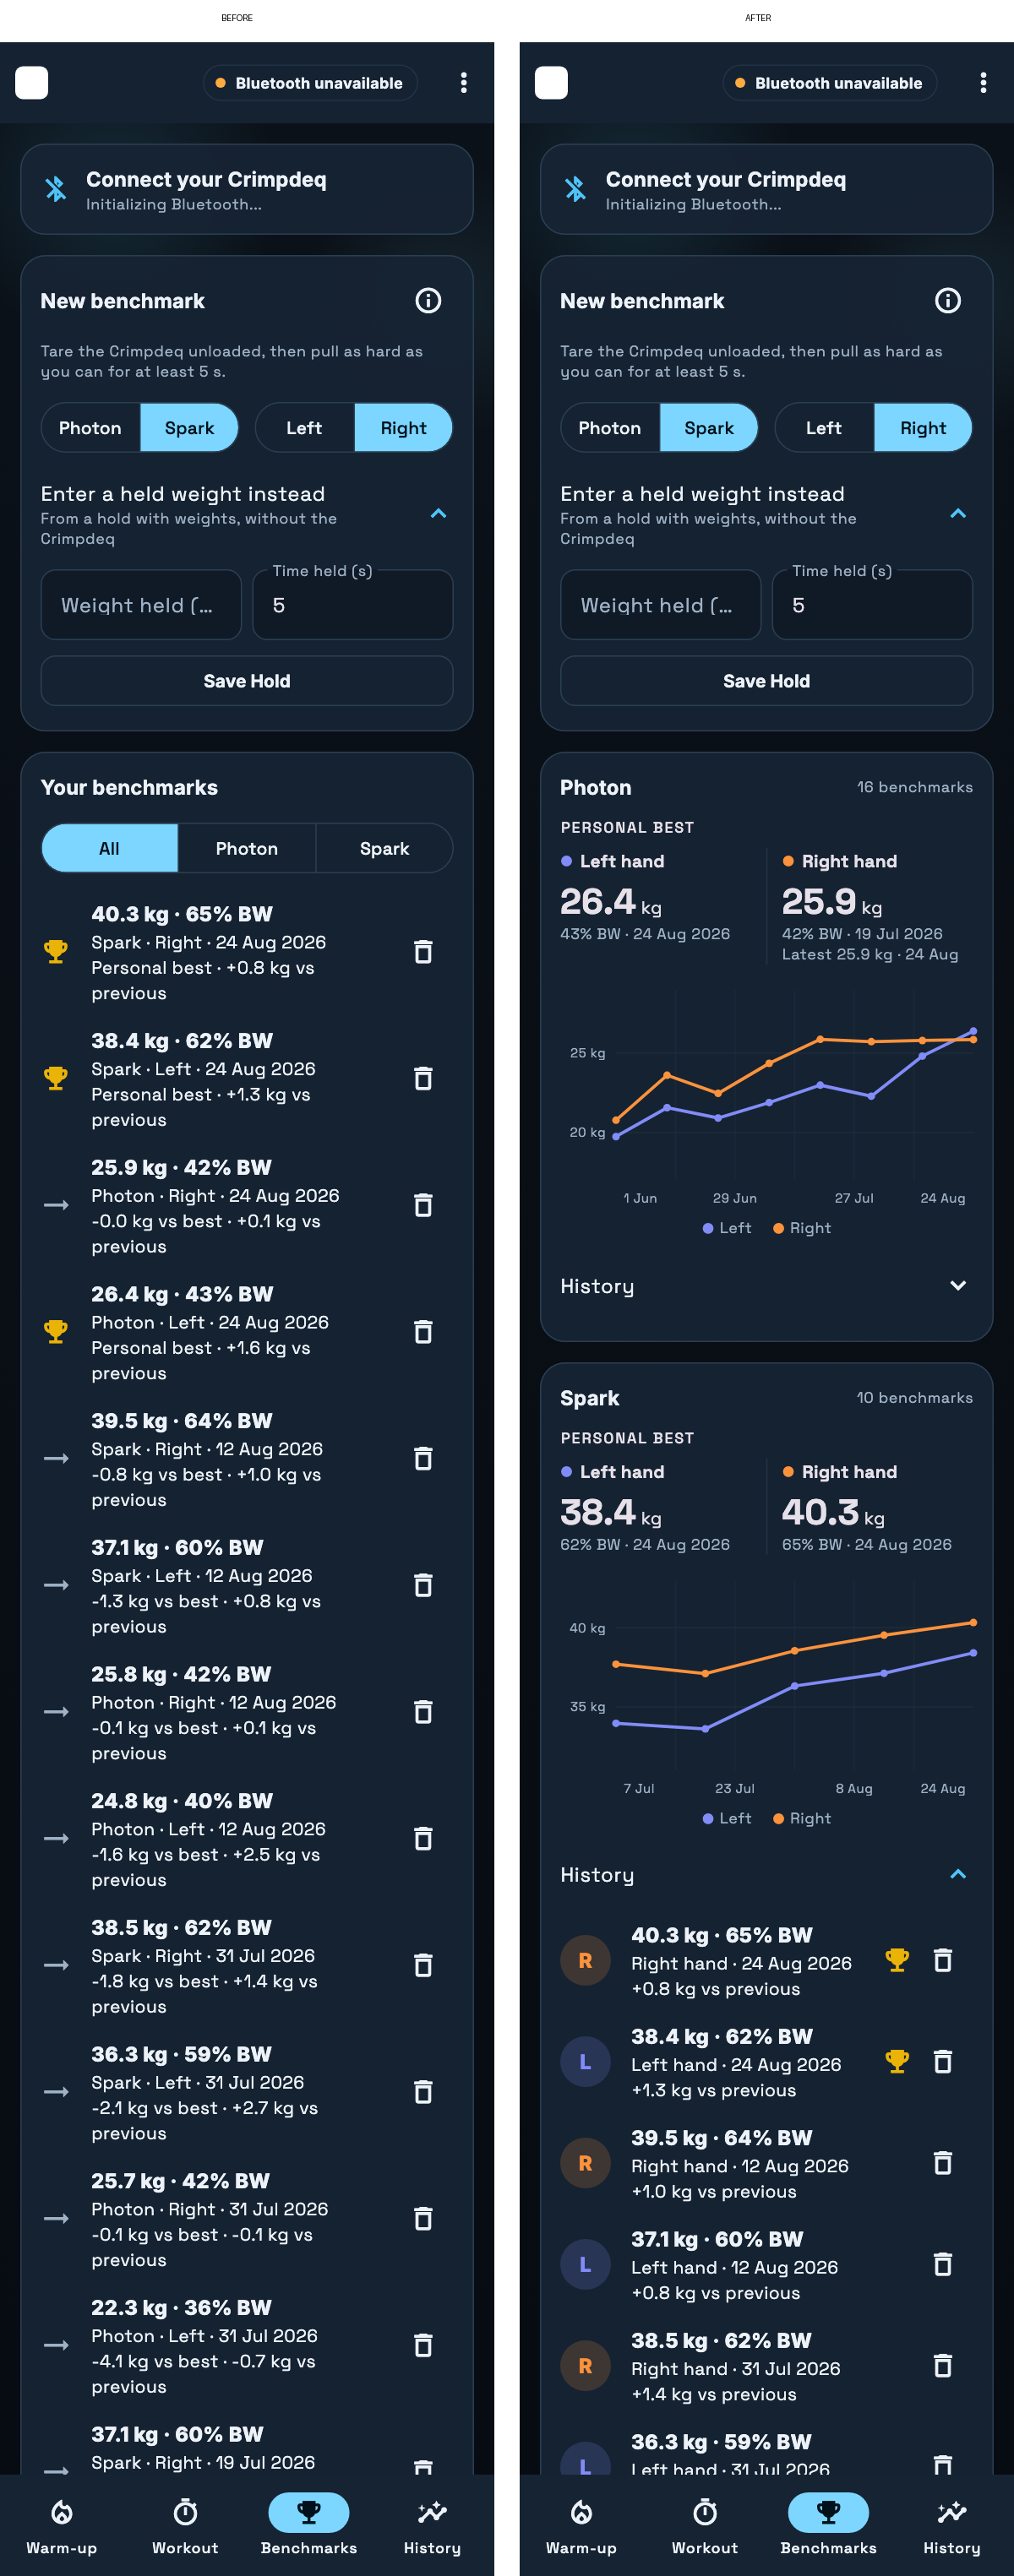 BEFORE
Bluetooth unavailable
Connect your Crimpdeq
Initializing Bluetooth...
New benchmark
Tare the Crimpdeq unloaded, then pull as hard as
you can for at least 5 s.
Photon Spark Left Right
Enter a held weight instead
From a hold with weights, without the
Crimpdeq
Time held (s)
Weight held (... 5
Save Hold
Your benchmarks
All Photon Spark
40.3 kg · 65% BW
Spark · Right · 24 Aug 2026
Personal best · +0.8 kg vs
previous
38.4 kg · 62% BW
Spark · Left · 24 Aug 2026
Personal best · +1.3 kg vs
previous
25.9 kg · 42% BW
Photon · Right · 24 Aug 2026
-0.0 kg vs best · +0.1 kg vs
previous
26.4 kg · 43% BW
Photon · Left · 24 Aug 2026
Personal best · +1.6 kg vs
previous
39.5 kg · 64% BW
Spark · Right · 12 Aug 2026
-0.8 kg vs best · +1.0 kg vs
previous
37.1 kg · 60% BW
Spark · Left · 12 Aug 2026
-1.3 kg vs best · +0.8 kg vs
previous
25.8 kg · 42% BW
Photon · Right · 12 Aug 2026
-0.1 kg vs best · +0.1 kg vs
previous
24.8 kg · 40% BW
Photon · Left · 12 Aug 2026
-1.6 kg vs best · +2.5 kg vs
previous
38.5 kg · 62% BW
Spark · Right · 31 Jul 2026
-1.8 kg vs best · +1.4 kg vs
previous
36.3 kg · 59% BW
Spark · Left · 31 Jul 2026
-2.1 kg vs best · +2.7 kg vs
previous
25.7 kg · 42% BW
Photon · Right · 31 Jul 2026
-0.1 kg vs best · -0.1 kg vs
previous
22.3 kg · 36% BW
Photon · Left · 31 Jul 2026
-4.1 kg vs best · -0.7 kg vs
previous
37.1 kg · 60% BW
Spark · Right · 19 Jul 2026
Warm-up Workout Benchmarks History
AFTER
Bluetooth unavailable
Connect your Crimpdeq
Initializing Bluetooth...
New benchmark
Tare the Crimpdeq unloaded, then pull as hard as
you can for at least 5 s.
Photon Spark Left Right
Enter a held weight instead
From a hold with weights, without the
Crimpdeq
Time held (s)
Weight held (... 5
Save Hold
Photon 16 benchmarks
PERSONAL BEST
Left hand Right hand
26.4 kg 25.9 kg
43% BW · 24 Aug 2026 42% BW · 19 Jul 2026
Latest 25.9 kg · 24 Aug
25 kg
20 kg
1 Jun 29 Jun 27 Jul 24 Aug
Left Right
History
Spark 10 benchmarks
PERSONAL BEST
Left hand Right hand
38.4 kg 40.3 kg
62% BW · 24 Aug 2026 65% BW · 24 Aug 2026
40 kg
35 kg
7 Jul 23 Jul 8 Aug 24 Aug
Left Right
History
R
40.3 kg · 65% BW
Right hand · 24 Aug 2026
+0.8 kg vs previous
L
38.4 kg · 62% BW
Left hand · 24 Aug 2026
+1.3 kg vs previous
R
39.5 kg · 64% BW
Right hand · 12 Aug 2026
+1.0 kg vs previous
L
37.1 kg · 60% BW
Left hand · 12 Aug 2026
+0.8 kg vs previous
R
38.5 kg · 62% BW
Right hand · 31 Jul 2026
+1.4 kg vs previous
L
36.3 kg · 59% BW
Left hand · 31 Jul 2026
Warm-up Workout Benchmarks History